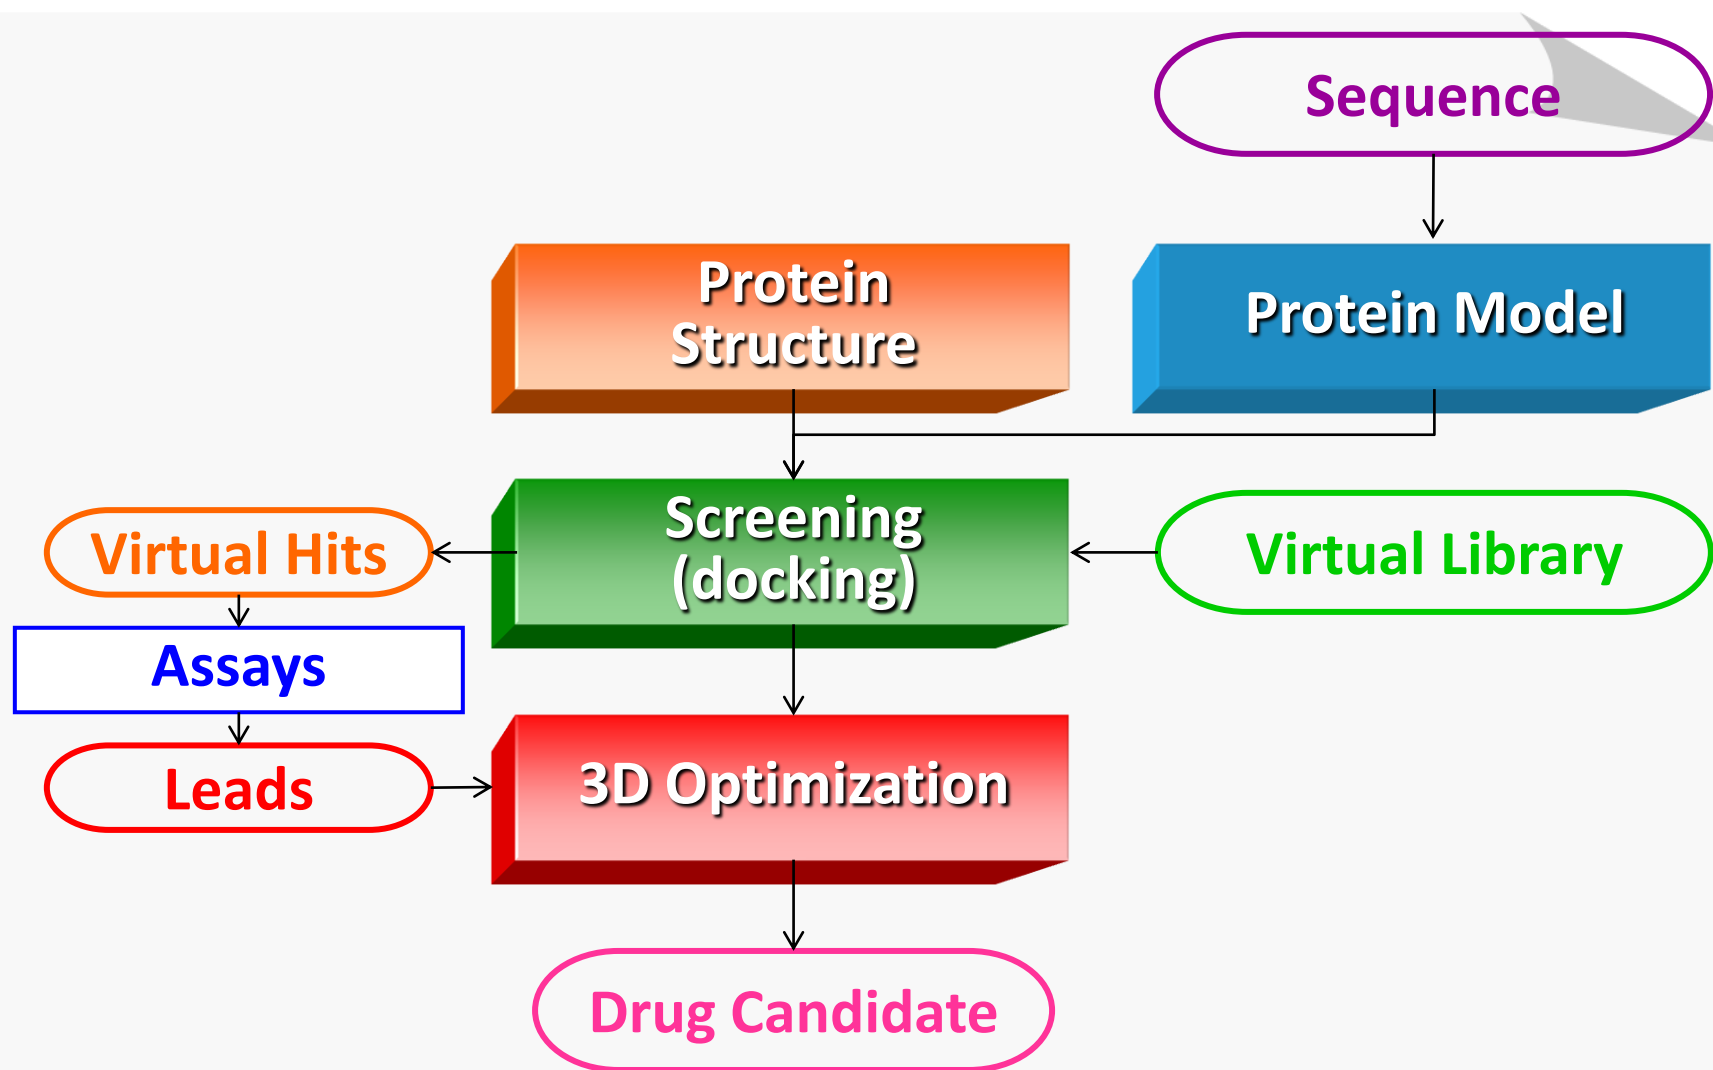 Sequence
Protein
Structure
Protein Model
Screening
(docking)
Virtual Hits
Virtual Library
Assays
Leads
3D Optimization
Drug Candidate